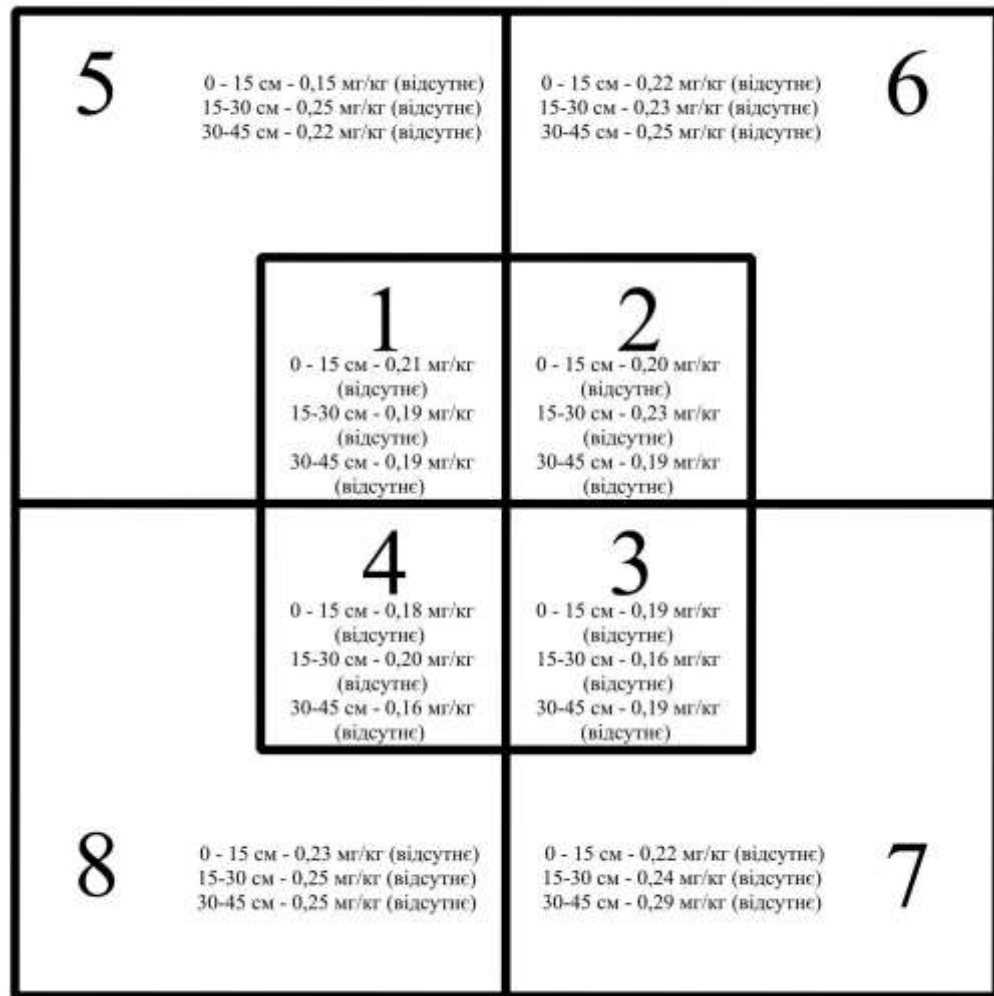 5
0 - 15 см - 0,15 мг/кг (відсутнє)
15-30 см - 0,25 мг/кг (відсутнє)
30-45 см - 0,22 мг/кг (відсутнє)
6
0 - 15 см - 0,22 мг/кг (відсутнє)
15-30 см - 0,23 мг/кг (відсутнє)
30-45 см - 0,25 мг/кг (відсутнє)
1
0 - 15 см - 0,21 мг/кг
(відсутнє)
15-30 см - 0,19 мг/кг
(відсутнє)
30-45 см - 0,19 мг/кг
(відсутнє)
2
0 - 15 см - 0,20 мг/кг
(відсутнє)
15-30 см - 0,23 мг/кг
(відсутнє)
30-45 см - 0,19 мг/кг
(відсутнє)
4
0 - 15 см - 0,18 мг/кг
(відсутнє)
15-30 см - 0,20 мг/кг
(відсутнє)
30-45 см - 0,16 мг/кг
(відсутнє)
3
0 - 15 см - 0,19 мг/кг
(відсутнє)
15-30 см - 0,16 мг/кг
(відсутнє)
30-45 см - 0,19 мг/кг
(відсутнє)
8
0 - 15 см - 0,23 мг/кг (відсутнє)
15-30 см - 0,25 мг/кг (відсутнє)
30-45 см - 0,25 мг/кг (відсутнє)
7
0 - 15 см - 0,22 мг/кг (відсутнє)
15-30 см - 0,24 мг/кг (відсутнє)
30-45 см - 0,29 мг/кг (відсутнє)